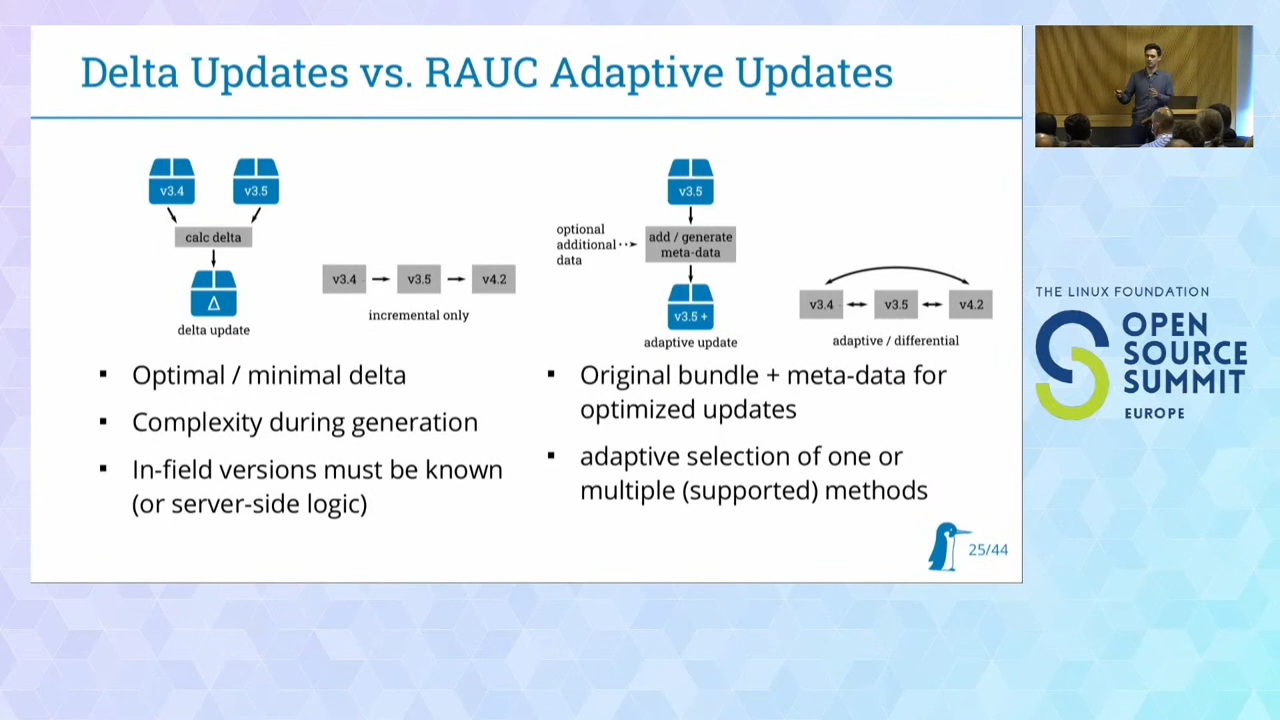 Delta Updates vs. RAUC Adaptive Updates
v3.4
v3.5
calc delta
Δ
delta update
v3.4
v3.5
v4.2
incremental only
Optimal / minimal delta
Complexity during generation
In-field versions must be known
(or server-side logic)
v3.5
optional
additional
data
add / generate
meta-data
v3.5 +
adaptive update
v3.4
v3.5
v4.2
adaptive / differential
Original bundle + meta-data for
optimized updates
adaptive selection of one or
multiple (supported) methods
25/44
THE LINUX FOUNDATION
OPEN
SOURCE
SUMMIT
EUROPE